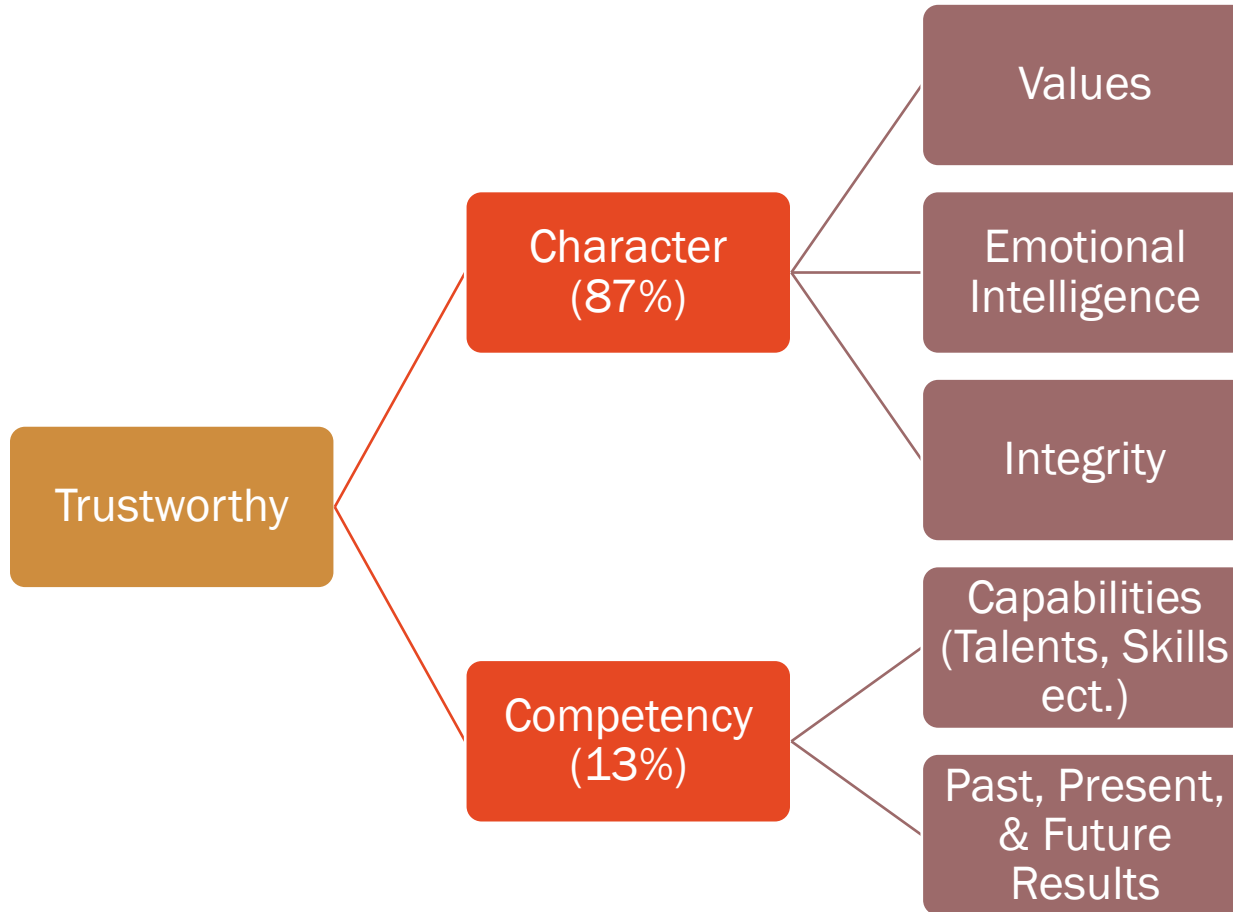 Trustworthy
Character
(87%)
Values
Emotional
Intelligence
Integrity
Competency
(13%)
Capabilities
(Talents, Skills
ect.)
Past, Present,
& Future
Results